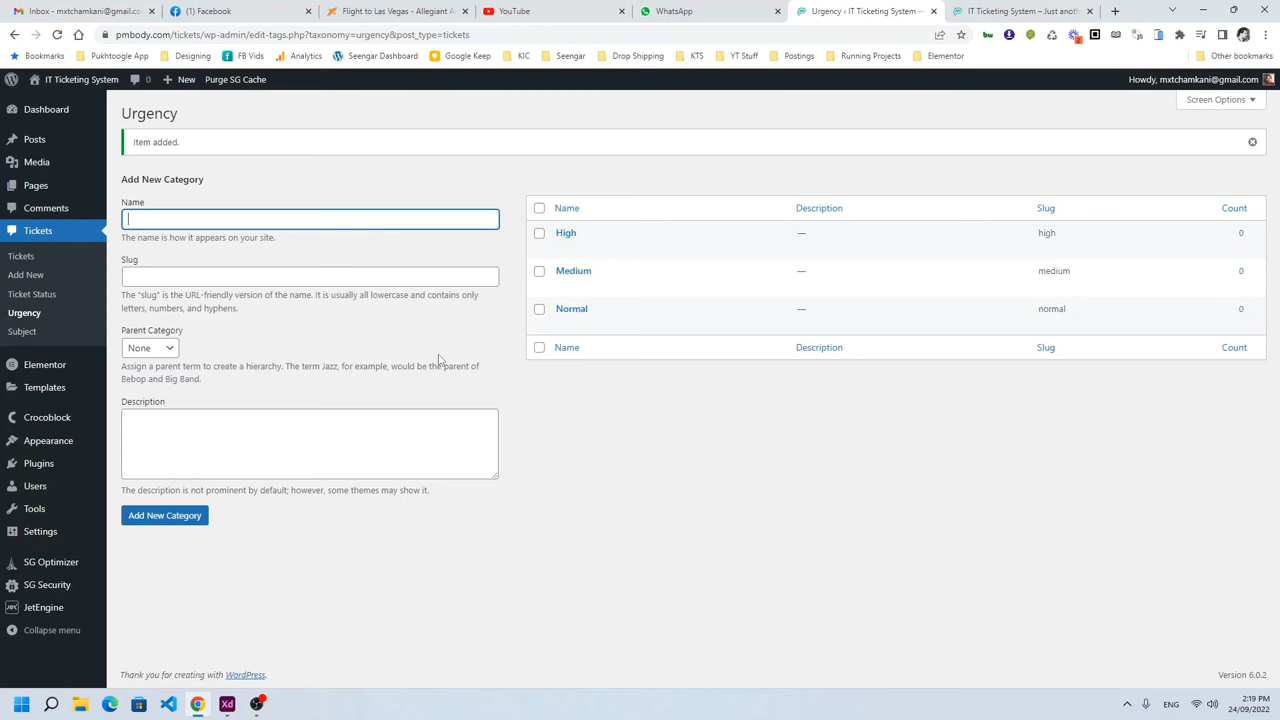 Inbox - mxtchamkani@gmail.com
(1) Facebook
Flight to Las Vegas - Allegiant A
YouTube
WhatsApp
Urgency ‹ IT Ticketing System —
IT Ticketing System – Just anoth
pmbody.com/tickets/wp-admin/edit-tags.php?taxonomy=urgency&post_type=tickets
Bookmarks
Pukhtoogle App
Designing
FB Vids
Analytics
Seengar Dashboard
Google Keep
KIC
Seengar
Drop Shipping
KTS
YT Stuff
Postings
Running Projects
Elementor
Other bookmarks
IT Ticketing System
0
New
Purge SG Cache
Howdy, mxtchamkani@gmail.com
Dashboard
Posts
Media
Pages
Comments
Tickets
Tickets
Add New
Ticket Status
Urgency
Subject
Elementor
Templates
Crocoblock
Appearance
Plugins
Users
Tools
Settings
SG Optimizer
SG Security
JetEngine
Collapse menu
Screen Options
Urgency
Item added.
Add New Category
Name
The name is how it appears on your site.
Slug
The “slug” is the URL-friendly version of the name. It is usually all lowercase and contains only
letters, numbers, and hyphens.
Parent Category
None
Assign a parent term to create a hierarchy. The term Jazz, for example, would be the parent of
Bebop and Big Band.
Description
The description is not prominent by default; however, some themes may show it.
Add New Category
Name Description Slug Count
High — high 0
Medium — medium 0
Normal — normal 0
Name Description Slug Count
Thank you for creating with WordPress.
Version 6.0.2
Xd
ENG
2:19 PM
24/09/2022